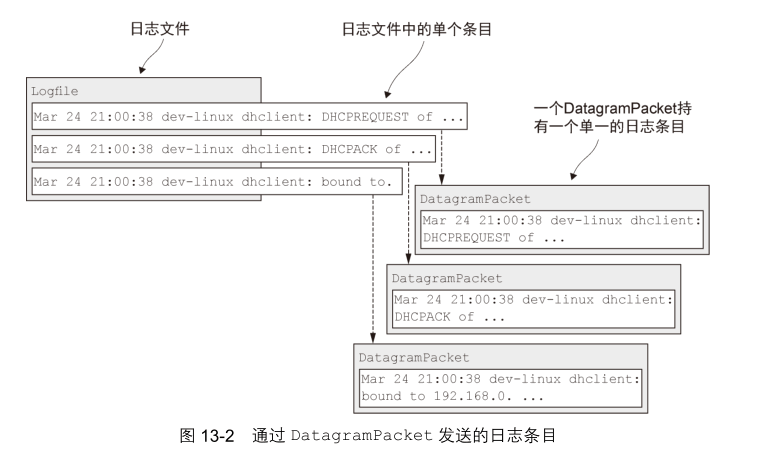 日志文件
日志文件中的单个条目
Logfile
Mar 24 21:00:38 dev-linux dhclient: DHCPREQUEST of ...
Mar 24 21:00:38 dev-linux dhclient: DHCPACK of ...
Mar 24 21:00:38 dev-linux dhclient: bound to.
一个DatagramPacket持
有一个单一的日志条目
DatagramPacket
Mar 24 21:00:38 dev-linux dhclient:
DHCPREQUEST of ...
DatagramPacket
Mar 24 21:00:38 dev-linux dhclient:
DHCPACK of ...
DatagramPacket
Mar 24 21:00:38 dev-linux dhclient:
bound to 192.168.0. ...
图 13-2 通过 DatagramPacket 发送的日志条目